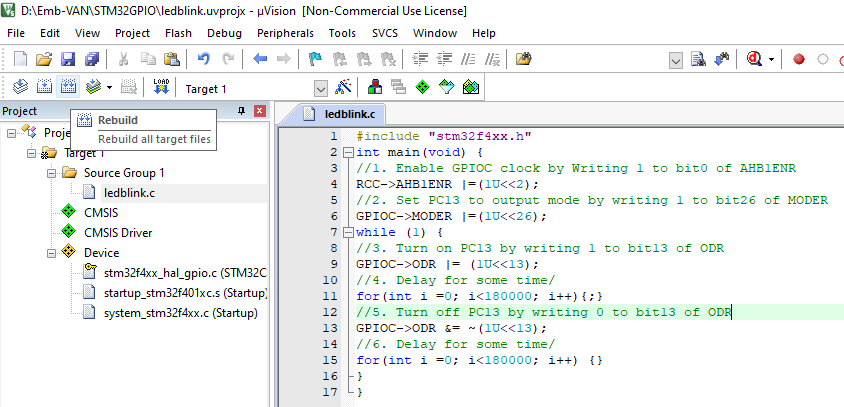 D:\Emb-VAN\STM32GPIO\ledblink.uvprojx - µVision [Non-Commercial Use License]
File Edit View Project Flash Debug Peripherals Tools SVCS Window Help
LOAD Target 1
Project
ledblink.c
Rebuild
Rebuild all target files
Proje
Target 1
Source Group 1
ledblink.c
CMSIS
CMSIS Driver
Device
stm32f4xx_hal_gpio.c (STM32C
startup_stm32f401xc.s (Startup)
system_stm32f4xx.c (Startup)
1 #include "stm32f4xx.h"
2 int main(void) {
3 //1. Enable GPIOC clock by Writing 1 to bit0 of AHB1ENR
4 RCC->AHB1ENR |=(1U<<2);
5 //2. Set PC13 to output mode by writing 1 to bit26 of MODER
6 GPIOC->MODER |=(1U<<26);
7 while (1) {
8 //3. Turn on PC13 by writing 1 to bit13 of ODR
9 GPIOC->ODR |= (1U<<13);
10 //4. Delay for some time/
11 for(int i =0; i<180000; i++){;}
12 //5. Turn off PC13 by writing 0 to bit13 of ODR
13 GPIOC->ODR &= ~(1U<<13);
14 //6. Delay for some time/
15 for(int i =0; i<180000; i++) {}
16 }
17 }